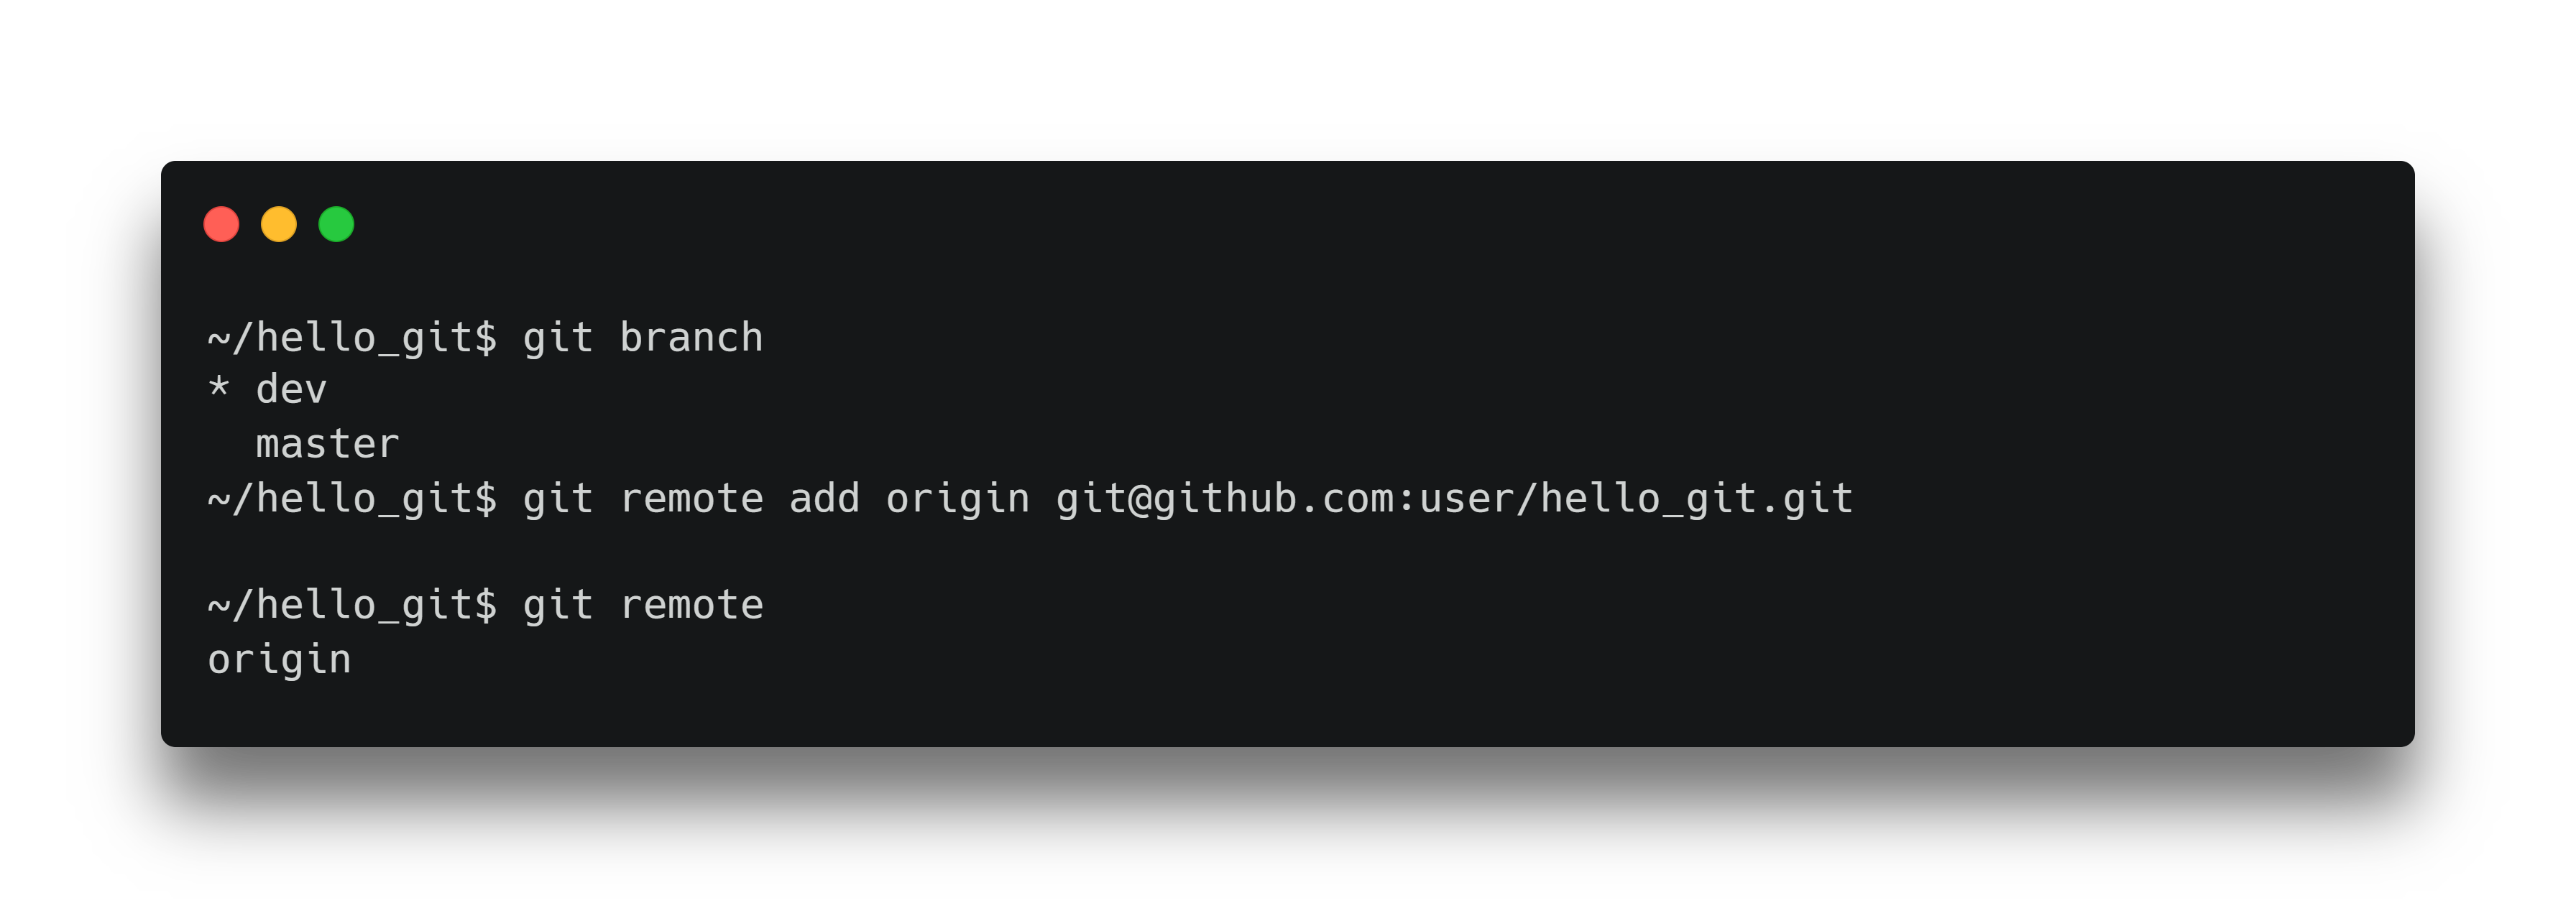 ~/hello_git$ git branch
* dev
  master
~/hello_git$ git remote add origin git@github.com:user/hello_git.git

~/hello_git$ git remote
origin